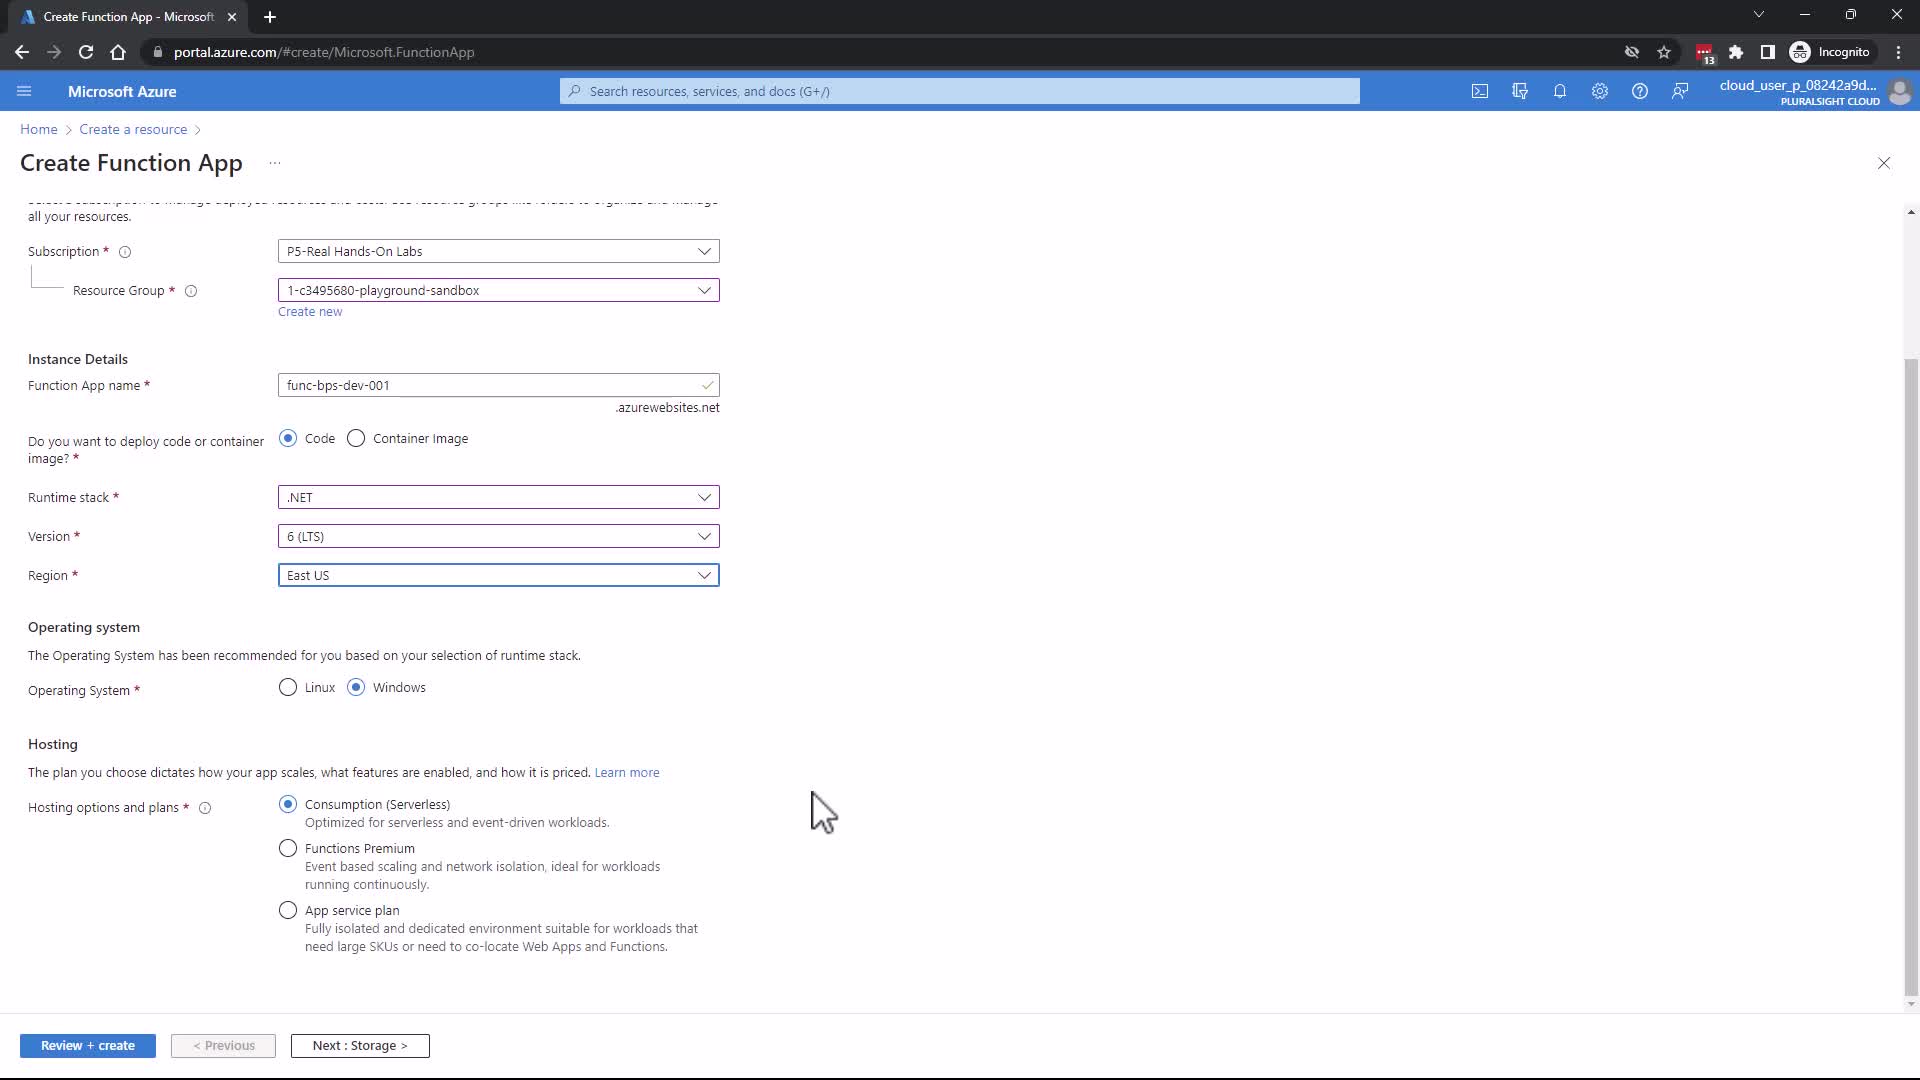 Create Function App - Microsoft
portal.azure.com/#create/Microsoft.FunctionApp
13
Incognito
Microsoft Azure
Search resources, services, and docs (G+/)
cloud_user_p_08242a9d...
PLURALSIGHT CLOUD
Home > Create a resource >
Create Function App ...
all your resources.
Subscription *
P5-Real Hands-On Labs
Resource Group *
1-c3495680-playground-sandbox
Create new
Instance Details
Function App name *
func-bps-dev-001
.azurewebsites.net
Do you want to deploy code or container
image? *
Code
Container Image
Runtime stack *
.NET
Version *
6 (LTS)
Region *
East US
Operating system
The Operating System has been recommended for you based on your selection of runtime stack.
Operating System *
Linux
Windows
Hosting
The plan you choose dictates how your app scales, what features are enabled, and how it is priced. Learn more
Hosting options and plans *
Consumption (Serverless)
Optimized for serverless and event-driven workloads.
Functions Premium
Event based scaling and network isolation, ideal for workloads
running continuously.
App service plan
Fully isolated and dedicated environment suitable for workloads that
need large SKUs or need to co-locate Web Apps and Functions.
Review + create
< Previous
Next : Storage >